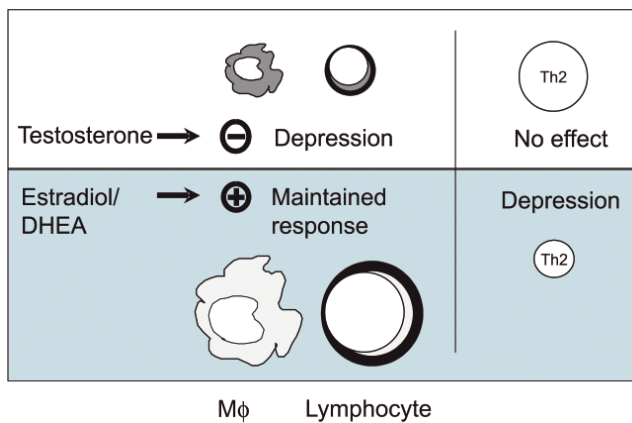 Th2
Testosterone Depression No effect
Estradiol/ Maintained Depression
DHEA response
Th2
Mϕ Lymphocyte